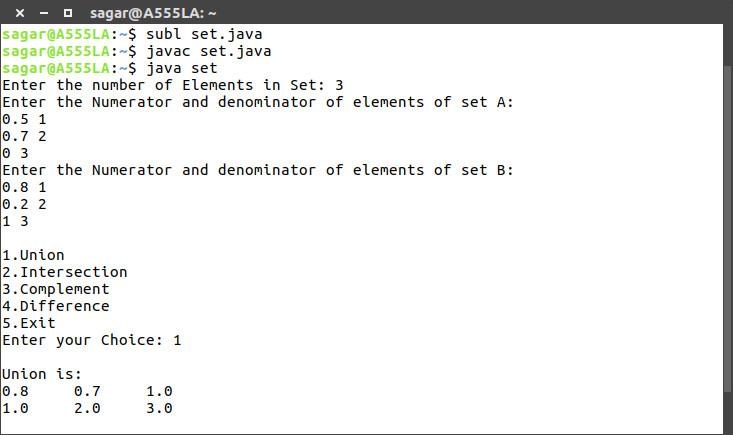 sagar@A555LA: ~
sagar@A555LA:~$ subl set.java
sagar@A555LA:~$ javac set.java
sagar@A555LA:~$ java set
Enter the number of Elements in Set: 3
Enter the Numerator and denominator of elements of set A:
0.5 1
0.7 2
0 3
Enter the Numerator and denominator of elements of set B:
0.8 1
0.2 2
1 3
1.Union
2.Intersection
3.Complement
4.Difference
5.Exit
Enter your Choice: 1
Union is:
0.8     0.7     1.0
1.0     2.0     3.0